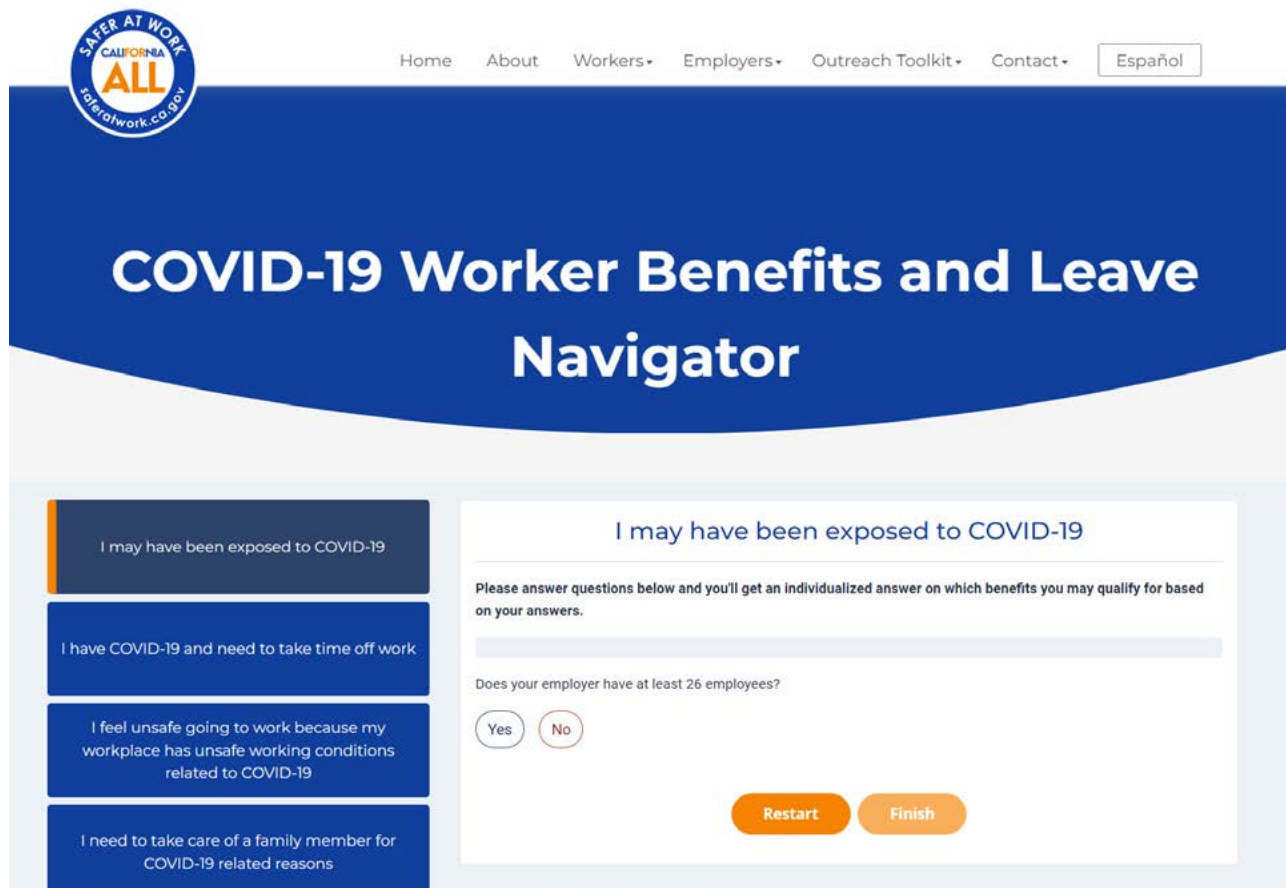 SAFER AT WORK
CALIFORNIA
ALL
saferatwork.ca.gov
Home About Workers Employers Outreach Toolkit Contact Español
COVID-19 Worker Benefits and Leave
Navigator
I may have been exposed to COVID-19
I have COVID-19 and need to take time off work
I feel unsafe going to work because my
workplace has unsafe working conditions
related to COVID-19
I need to take care of a family member for
COVID-19 related reasons
I may have been exposed to COVID-19
Please answer questions below and you'll get an individualized answer on which benefits you may qualify for based
on your answers.
Does your employer have at least 26 employees?
Yes No
Restart Finish